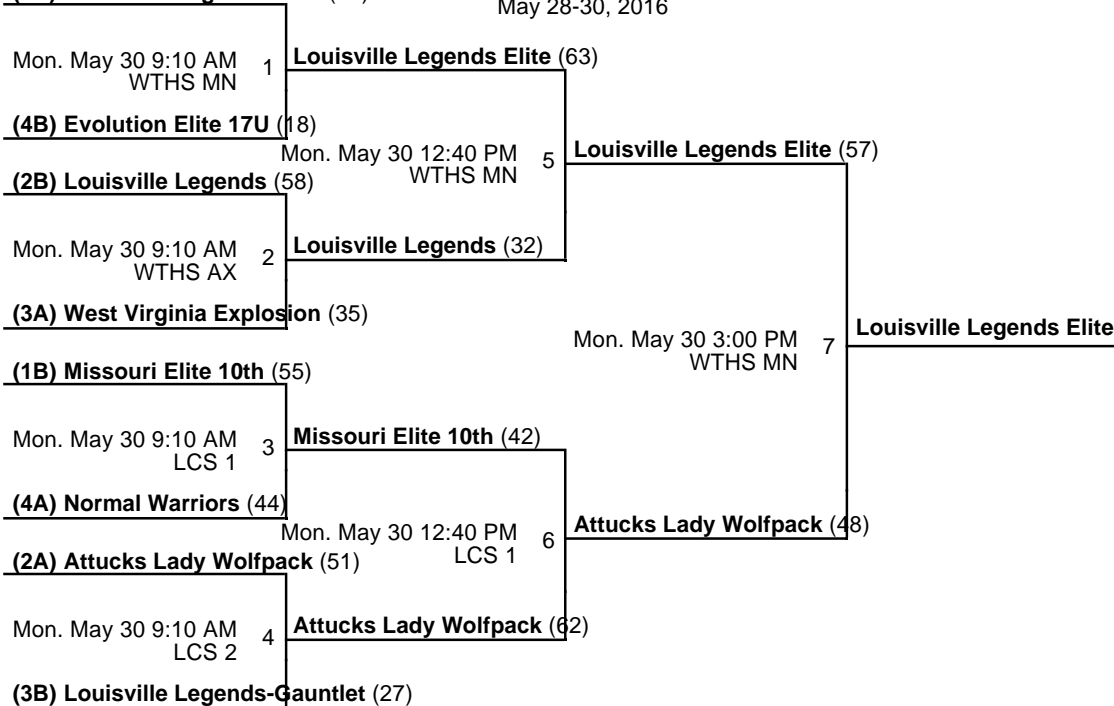 May 28-30, 2016
Mon. May 30 9:10 AM
WTHS MN
1
Louisville Legends Elite (63)
(4B) Evolution Elite 17U (18)
Mon. May 30 12:40 PM
WTHS MN
5
Louisville Legends Elite (57)
(2B) Louisville Legends (58)
Mon. May 30 9:10 AM
WTHS AX
2
Louisville Legends (32)
(3A) West Virginia Explosion (35)
Mon. May 30 3:00 PM
WTHS MN
7
Louisville Legends Elite
(1B) Missouri Elite 10th (55)
Mon. May 30 9:10 AM
LCS 1
3
Missouri Elite 10th (42)
(4A) Normal Warriors (44)
Mon. May 30 12:40 PM
LCS 1
6
Attucks Lady Wolfpack (48)
(2A) Attucks Lady Wolfpack (51)
Mon. May 30 9:10 AM
LCS 2
4
Attucks Lady Wolfpack (62)
(3B) Louisville Legends-Gauntlet (27)